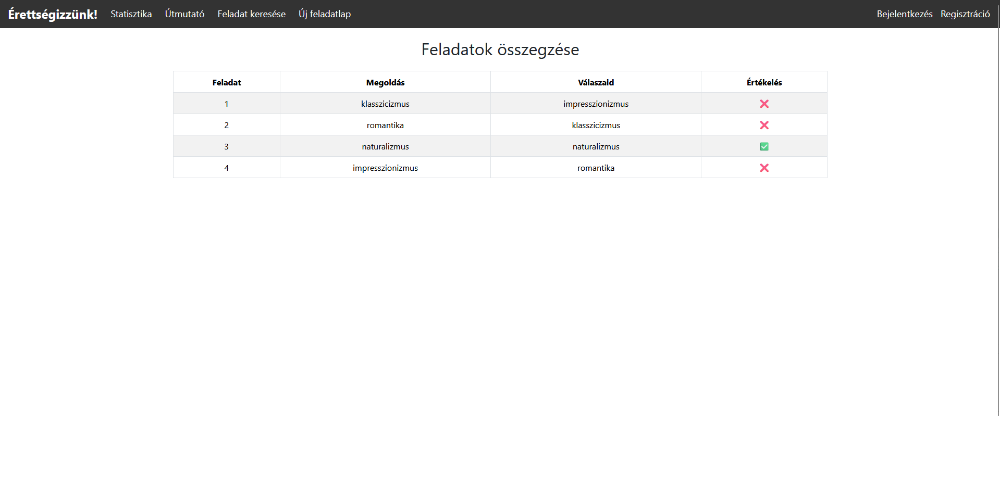 Érettségizzünk! Statisztika Útmutató Feladat keresése Új feladatlap Bejelentkezés Regisztráció
Feladatok összegzése
Feladat Megoldás Válaszaid Értékelés
1 klasszicizmus impresszionizmus ❌
2 romantika klasszicizmus ❌
3 naturalizmus naturalizmus ✅
4 impresszionizmus romantika ❌